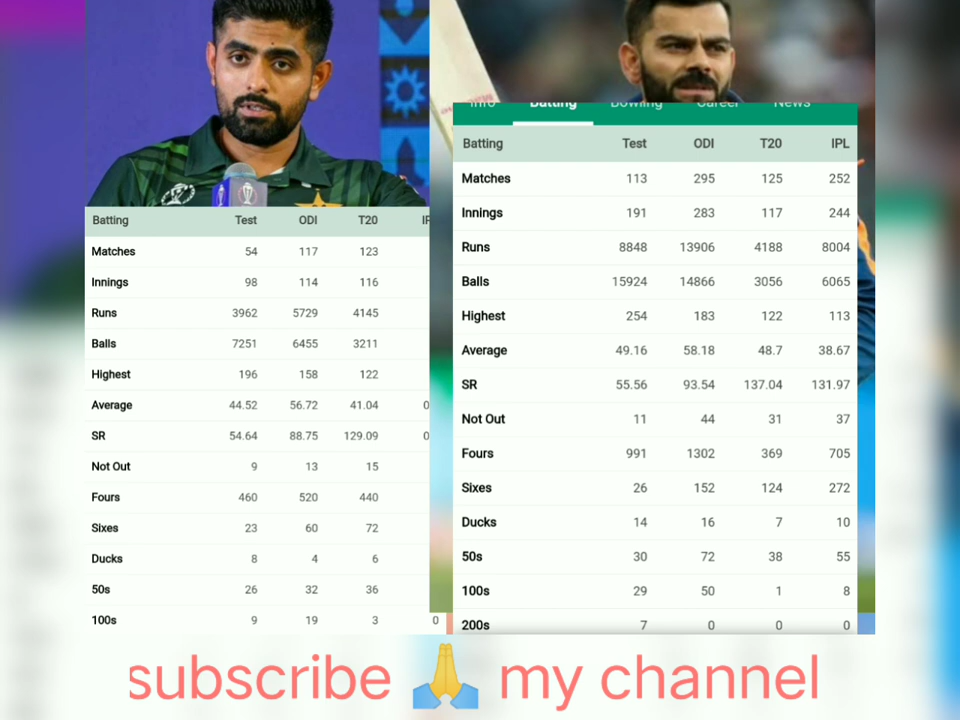 Info Batting Bowling Career News
Batting Test ODI T20 IPL
Matches 113 295 125 252
Innings 191 283 117 244
Runs 8848 13906 4188 8004
Balls 15924 14866 3056 6065
Highest 254 183 122 113
Average 49.16 58.18 48.7 38.67
SR 55.56 93.54 137.04 131.97
Not Out 11 44 31 37
Fours 991 1302 369 705
Sixes 26 152 124 272
Ducks 14 16 7 10
50s 30 72 38 55
100s 29 50 1 8
200s 7 0 0 0
Batting Test ODI T20
Matches 54 117 123
Innings 98 114 116
Runs 3962 5729 4145
Balls 7251 6455 3211
Highest 196 158 122
Average 44.52 56.72 41.04 0
SR 54.64 88.75 129.09 0
Not Out 9 13 15
Fours 460 520 440
Sixes 23 60 72
Ducks 8 4 6
50s 26 32 36
100s 9 19 3 0
subscribe 🙏 my channel